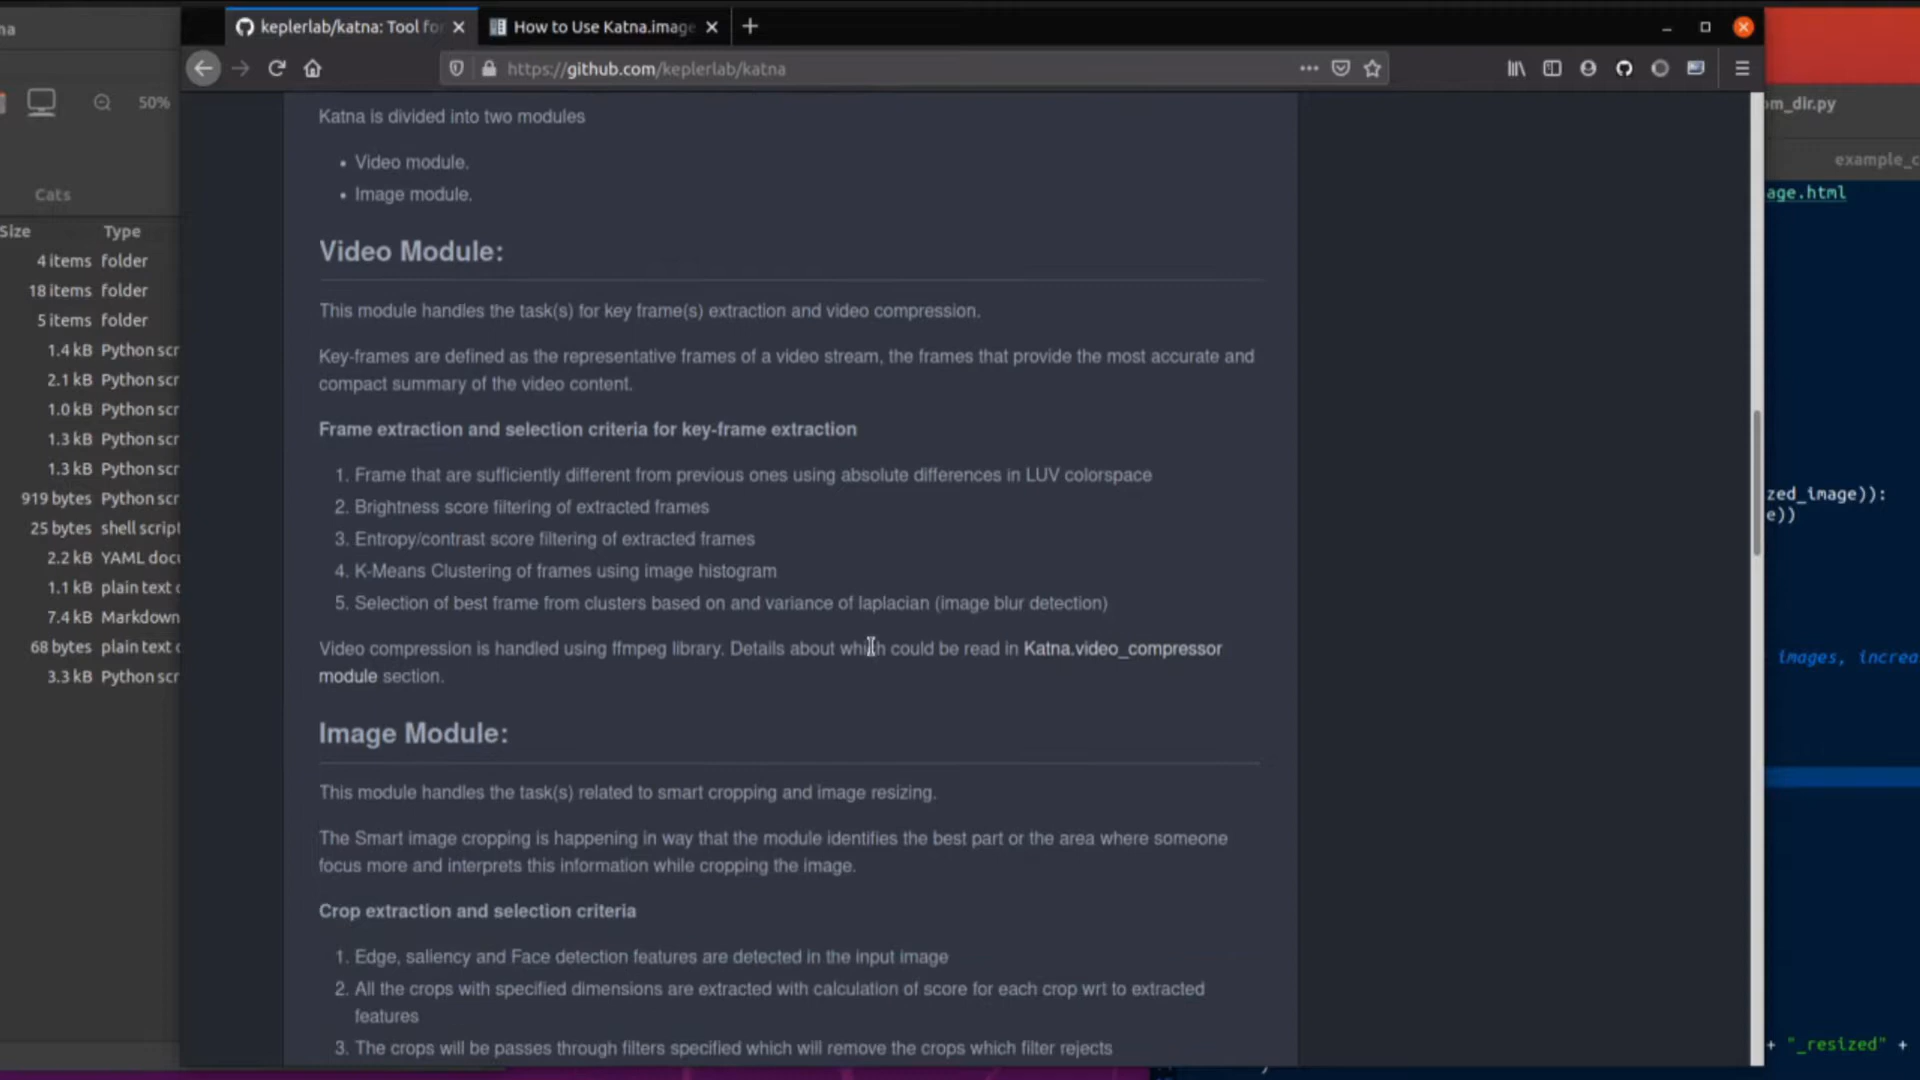 keplerlab/katna: Tool fo
How to Use Katna.image
https://github.com/keplerlab/katna
na
50%
Cats
Size Type
4 items folder
18 items folder
5 items folder
1.4 kB Python scr
2.1 kB Python scr
1.0 kB Python scr
1.3 kB Python scr
1.3 kB Python scr
919 bytes Python scr
25 bytes shell script
2.2 kB YAML docu
1.1 kB plain text
7.4 kB Markdown
68 bytes plain text
3.3 kB Python scr
Katna is divided into two modules
• Video module.
• Image module.
Video Module:
This module handles the task(s) for key frame(s) extraction and video compression.
Key-frames are defined as the representative frames of a video stream, the frames that provide the most accurate and
compact summary of the video content.
Frame extraction and selection criteria for key-frame extraction
1. Frame that are sufficiently different from previous ones using absolute differences in LUV colorspace
2. Brightness score filtering of extracted frames
3. Entropy/contrast score filtering of extracted frames
4. K-Means Clustering of frames using image histogram
5. Selection of best frame from clusters based on and variance of laplacian (image blur detection)
Video compression is handled using ffmpeg library. Details about which could be read in Katna.video_compressor
module section.
Image Module:
This module handles the task(s) related to smart cropping and image resizing.
The Smart image cropping is happening in way that the module identifies the best part or the area where someone
focus more and interprets this information while cropping the image.
Crop extraction and selection criteria
1. Edge, saliency and Face detection features are detected in the input image
2. All the crops with specified dimensions are extracted with calculation of score for each crop wrt to extracted
features
3. The crops will be passes through filters specified which will remove the crops which filter rejects
om_dir.py
example_c
age.html
zed_image)):
e))
images, increa
+ "_resized" +